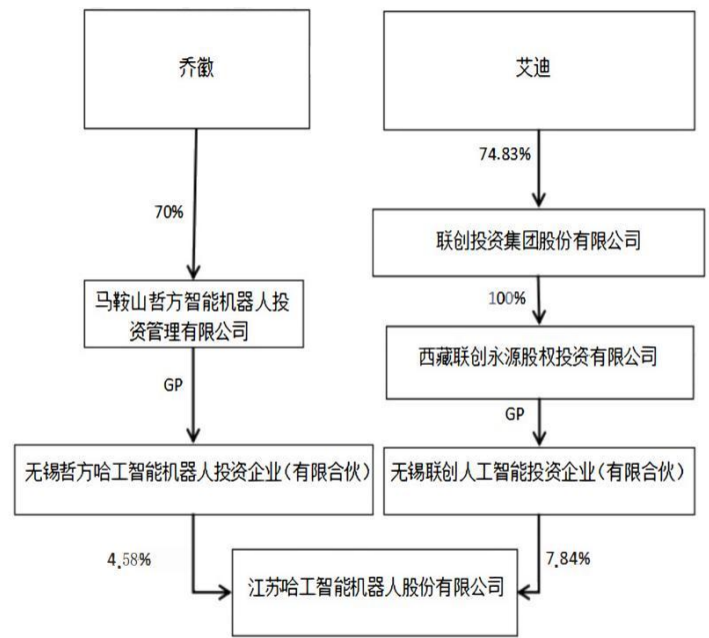 乔徽
艾迪
74.83%
70%
联创投资集团股份有限公司
100%
马鞍山哲方智能机器人投
资管理有限公司
西藏联创永源股权投资有限公司
GP
GP
无锡哲方哈工智能机器人投资企业(有限合伙)
无锡联创人工智能投资企业(有限合伙)
4.58%
7.84%
江苏哈工智能机器人股份有限公司